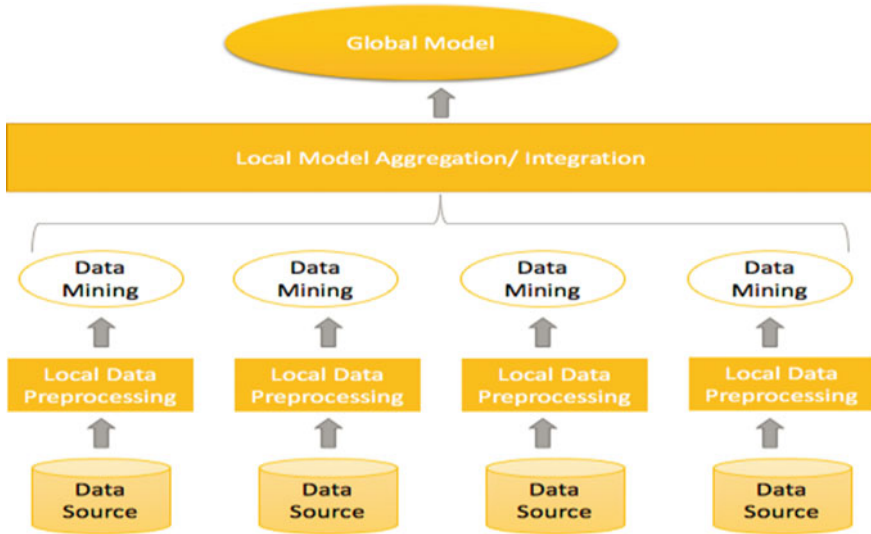 Global Model
Local Model Aggregation/ Integration
Data
Mining
Data
Mining
Data
Mining
Data
Mining
Local Data
Preprocessing
Local Data
Preprocessing
Local Data
Preprocessing
Local Data
Preprocessing
Data
Source
Data
Source
Data
Source
Data
Source